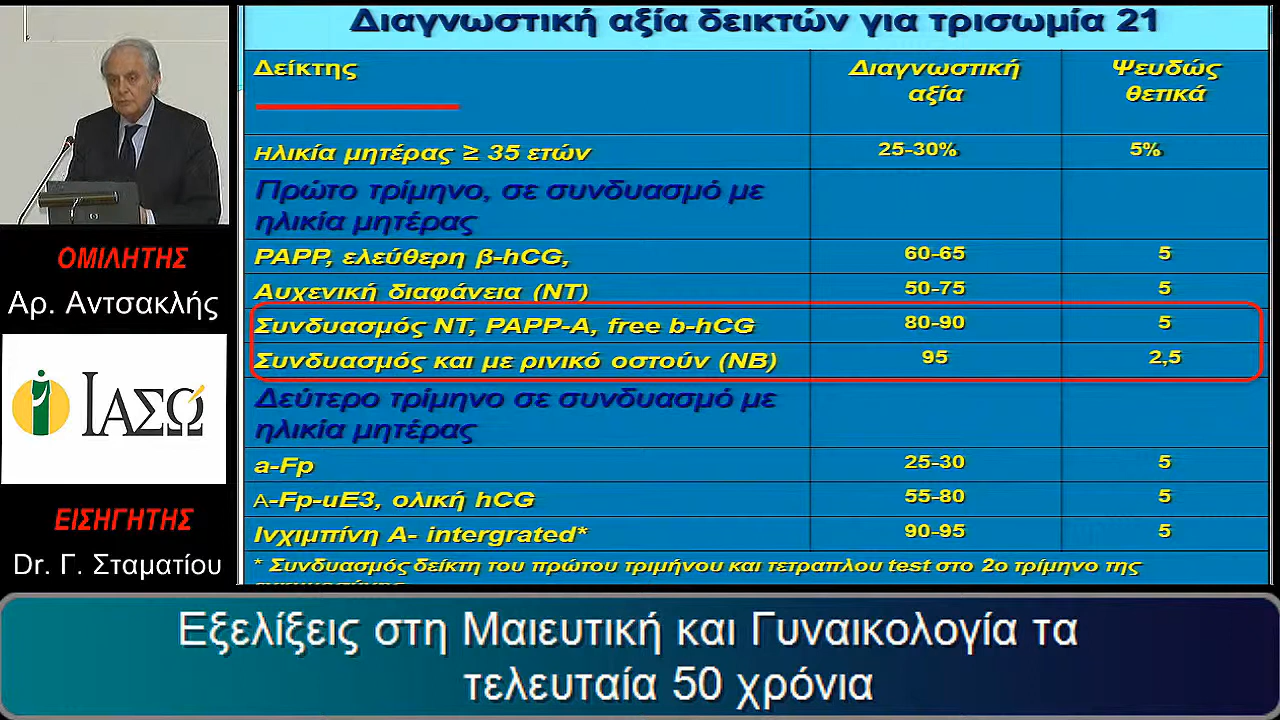 Διαγνωστική αξία δεικτών για τρισωμία 21
Δείκτης
Διαγνωστική
αξία
Ψευδώς
θετικά
Ηλικία μητέρας ≥ 35 ετών
25-30%
5%
Πρώτο τρίμηνο, σε συνδυασμό με
ηλικία μητέρας
PAPP, ελεύθερη β-hCG,
60-65
5
Αυχενική διαφάνεια (NT)
50-75
5
Συνδυασμός NT, PAPP-A, free b-hCG
80-90
5
Συνδυασμός και με ρινικό οστούν (NB)
95
2,5
Δεύτερο τρίμηνο σε συνδυασμό με
ηλικία μητέρας
a-Fp
25-30
5
A-Fp-uE3, ολική hCG
55-80
5
Ινχιμπίνη A- intergrated*
90-95
5
* Συνδυασμός δείκτη του πρώτου τριμήνου και τετραπλου test στο 2ο τρίμηνο της
ΟΜΙΛΗΤΗΣ
Αρ. Αντσακλής
ΙΑΣΩ
ΕΙΣΗΓΗΤΗΣ
Dr. Γ. Σταματίου
Εξελίξεις στη Μαιευτική και Γυναικολογία τα
τελευταία 50 χρόνια